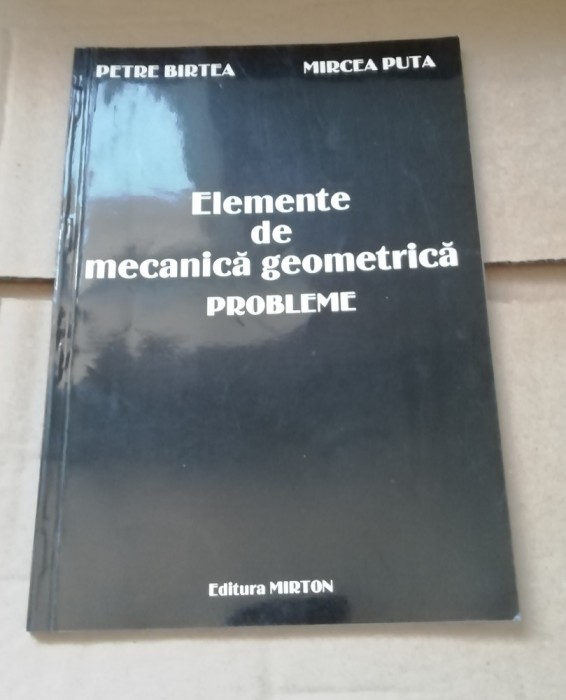 PETRE BIRTEA MIRCEA PUTA
Elemente
de
mecanică geometrică
PROBLEME
Editura MIRTON